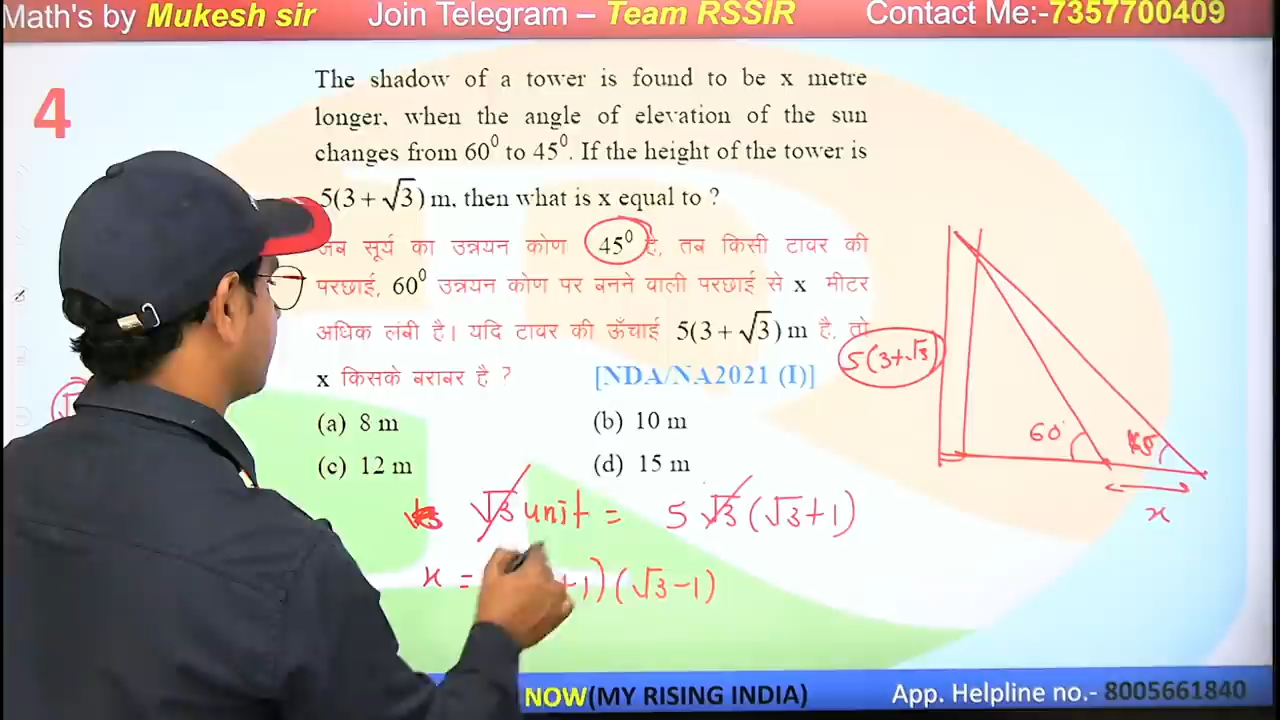 Math's by Mukesh sir Join Telegram – Team RSSIR Contact Me:-7357700409
4
The shadow of a tower is found to be x metre
longer, when the angle of elevation of the sun
changes from 60⁰ to 45⁰. If the height of the tower is
5(3 + √3) m, then what is x equal to ?
जब सूर्य का उन्नयन कोण 45⁰ है, तब किसी टावर की
परछाई, 60⁰ उन्नयन कोण पर बनने वाली परछाई से x मीटर
अधिक लंबी है। यदि टावर की ऊँचाई 5(3 + √3) m है, तो
x किसके बराबर है ? [NDA/NA2021 (I)]
(a) 8 m (b) 10 m
(c) 12 m (d) 15 m
5(3+√3)
60°
45
x
√3 unit = 5√3 (√3+1)
x = +1) (√3-1)
NOW(MY RISING INDIA) App. Helpline no.- 8005661840